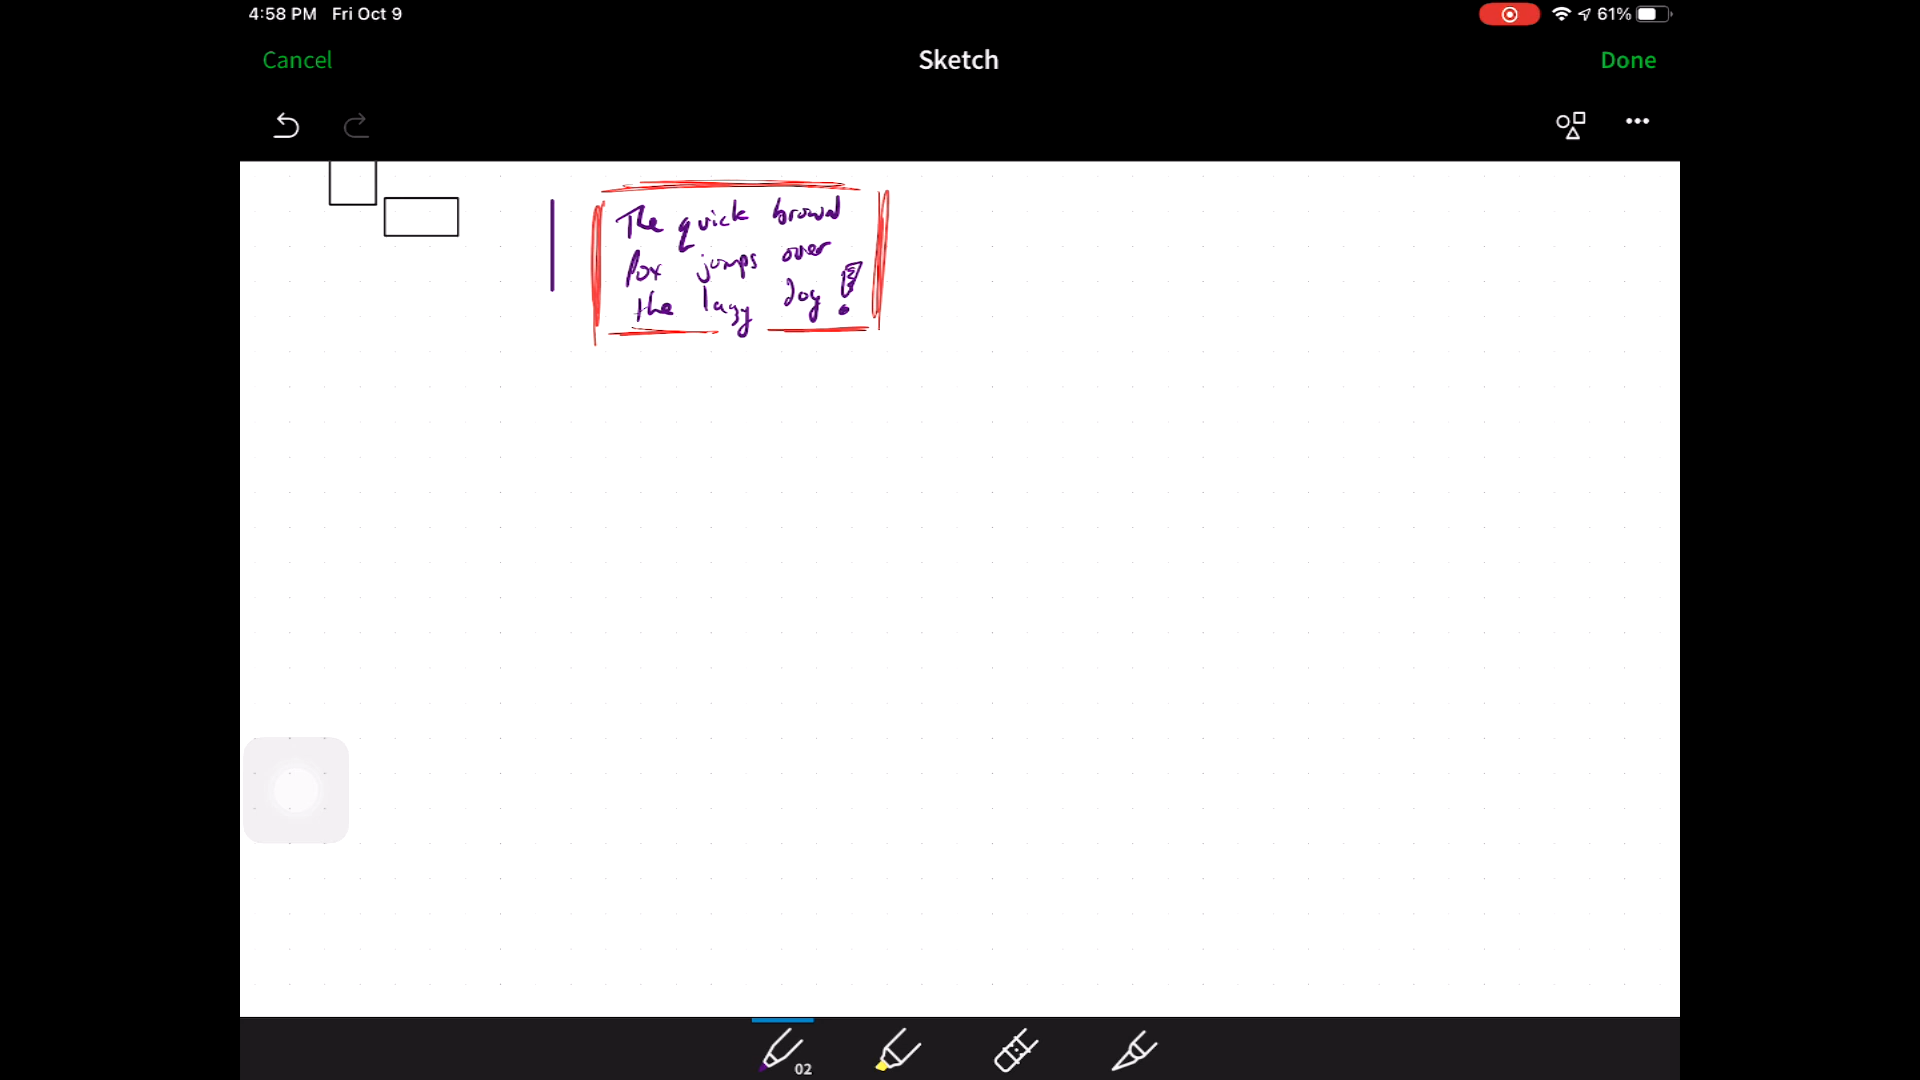 4:58 PM Fri Oct 9 61%
Cancel Sketch Done
The quick brown
fox jumps over
the lazy dog!
02